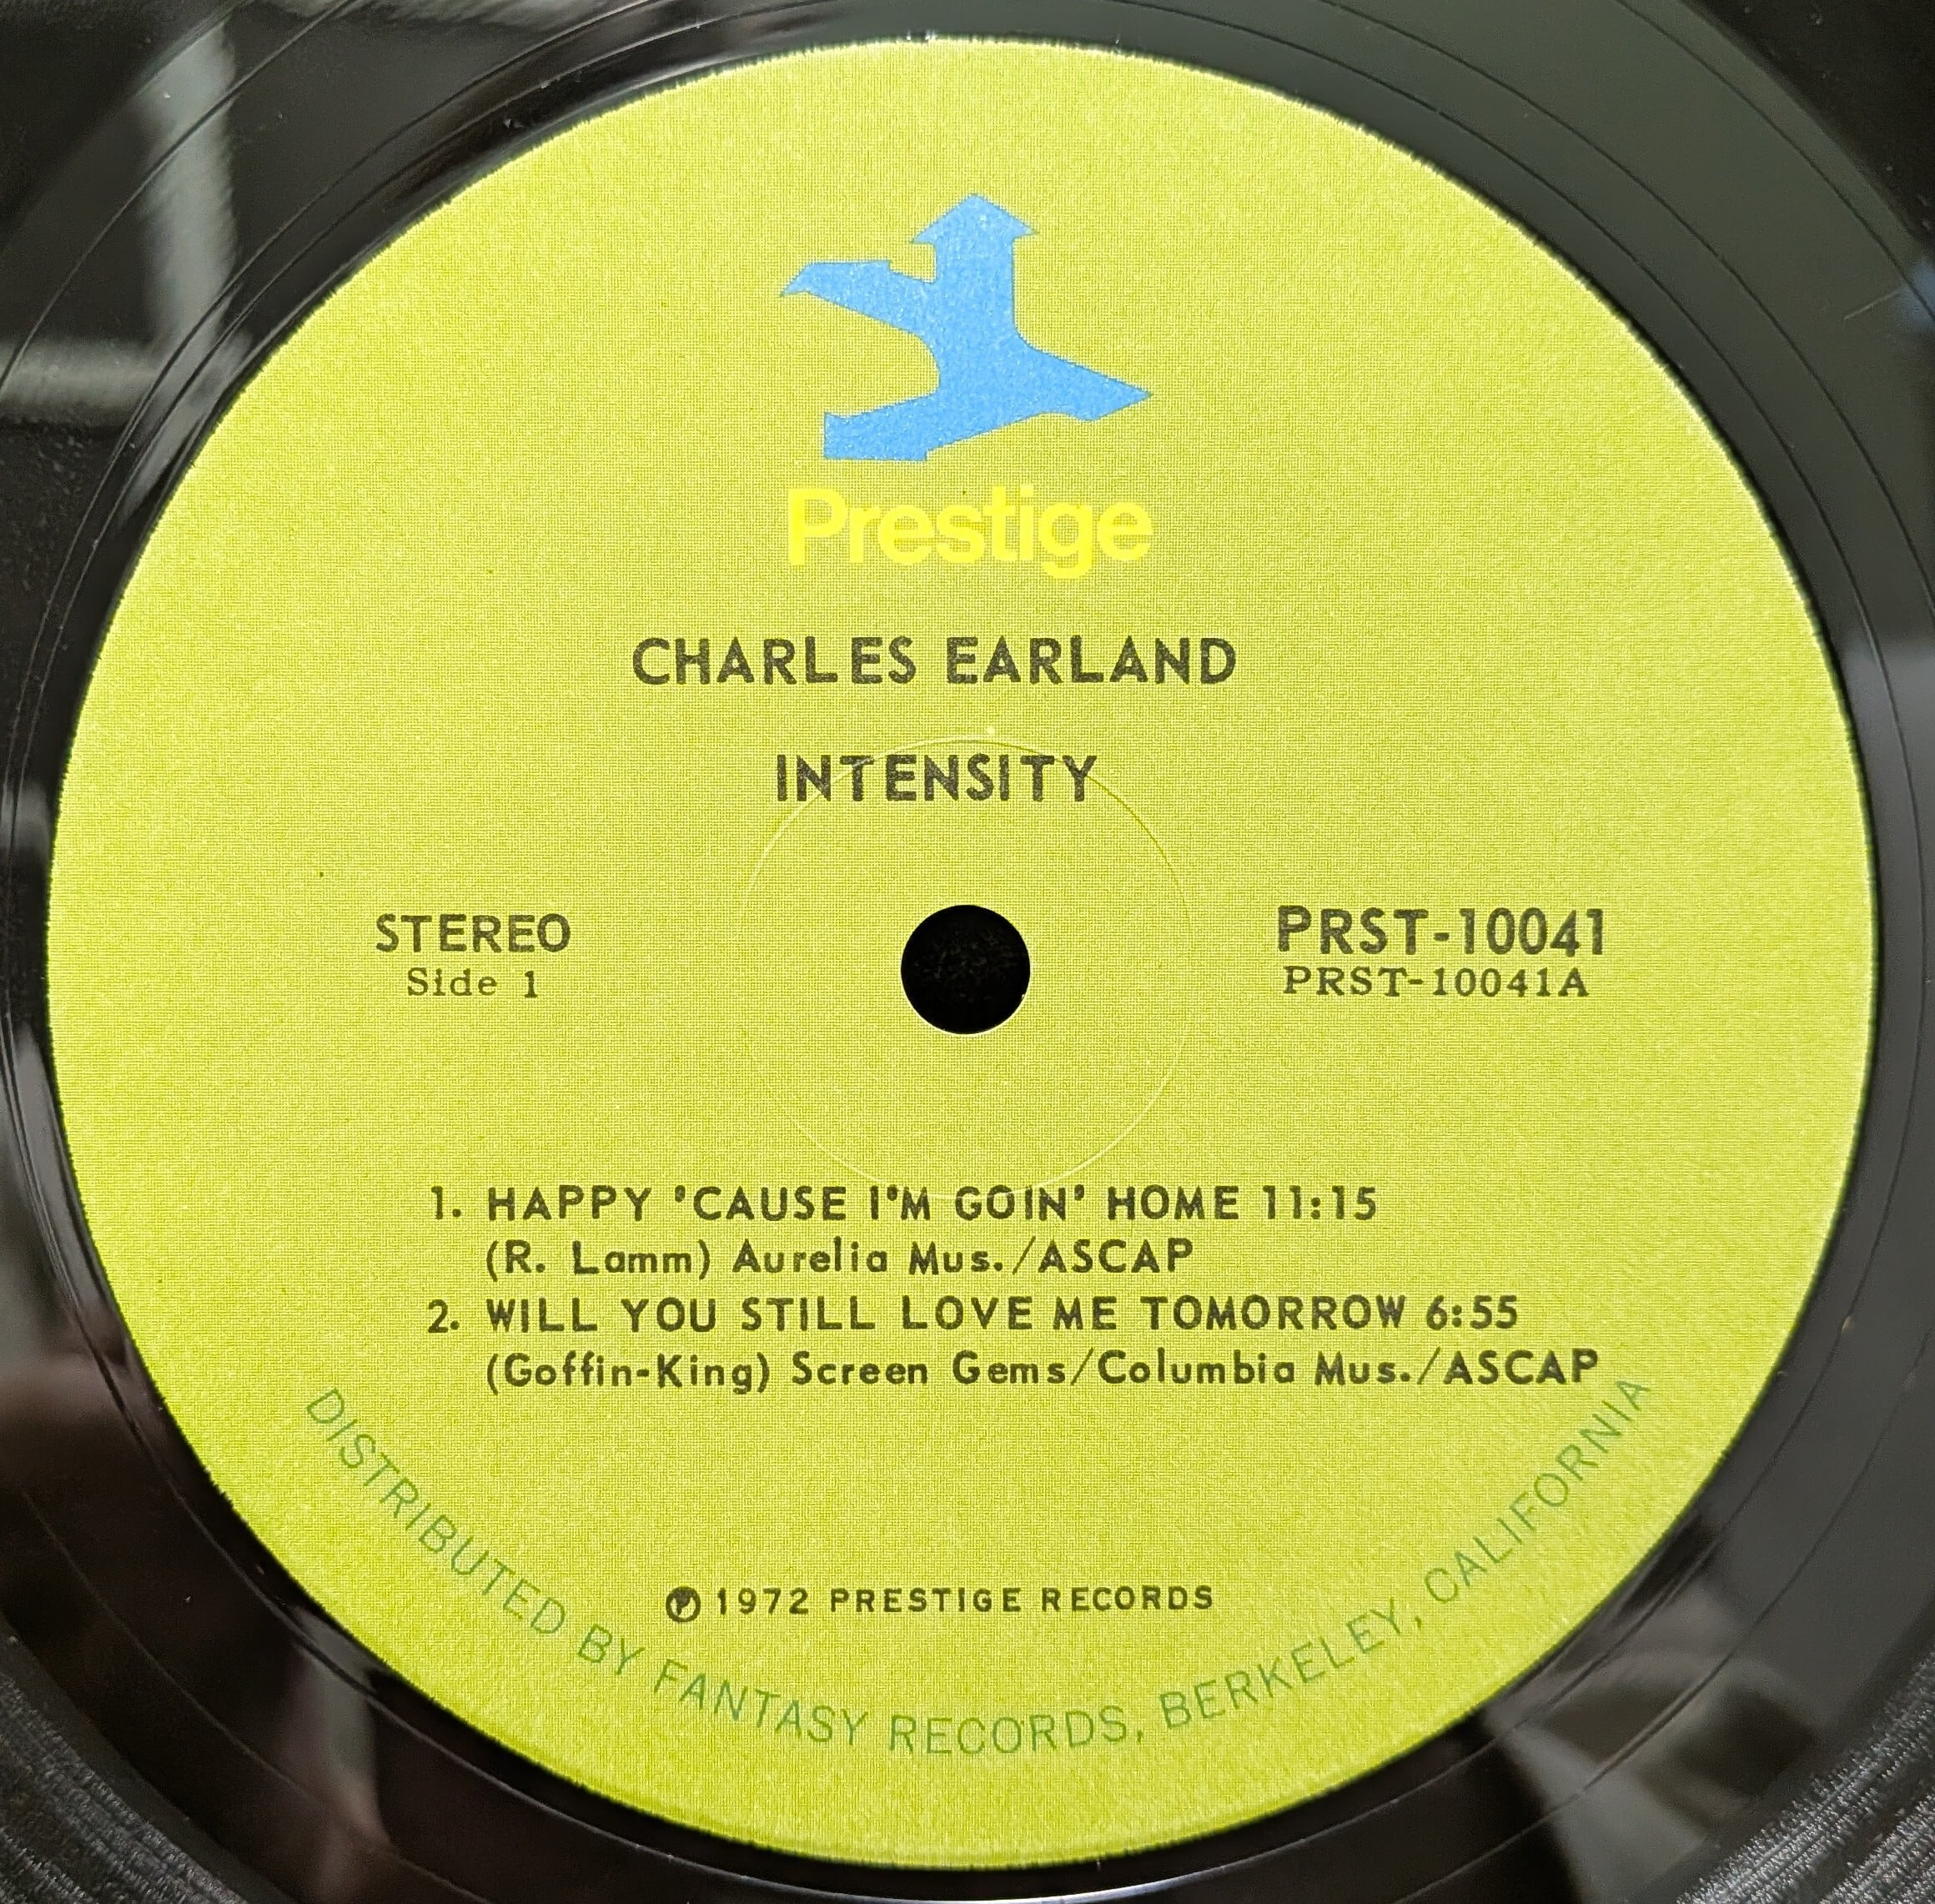 Prestige
CHARLES EARLAND
INTENSITY
STEREO
Side 1
PRST-10041
PRST-10041A
1. HAPPY 'CAUSE I'M GOIN' HOME 11:15
(R. Lamm) Aurelia Mus./ASCAP
2. WILL YOU STILL LOVE ME TOMORROW 6:55
(Goffin-King) Screen Gems/Columbia Mus./ASCAP
℗ 1972 PRESTIGE RECORDS
DISTRIBUTED BY FANTASY RECORDS, BERKELEY, CALIFORNIA